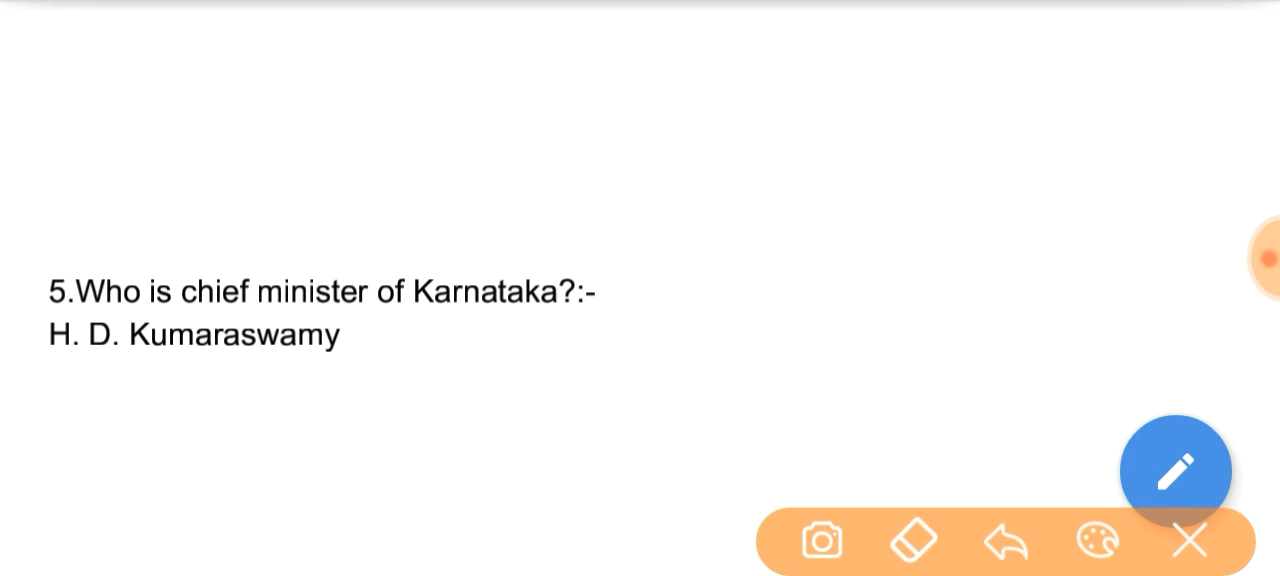 5.Who is chief minister of Karnataka?:-
H. D. Kumaraswamy